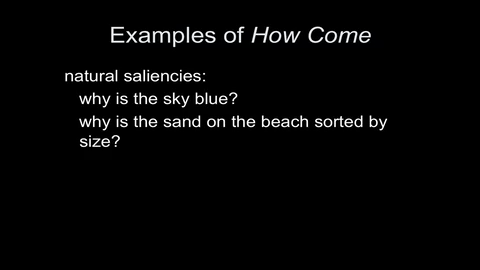 Examples of How Come
natural saliencies:
why is the sky blue?
why is the sand on the beach sorted by
size?